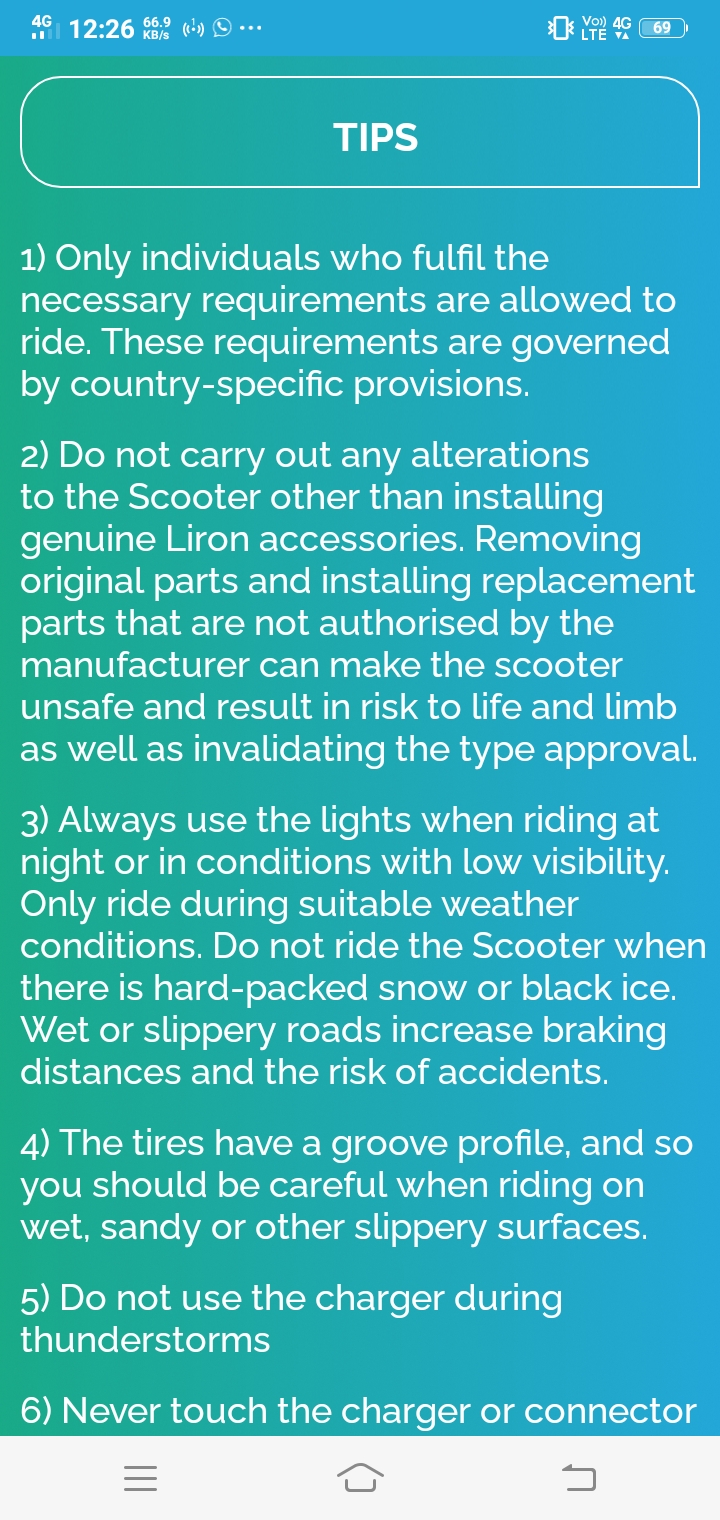 4G 12:26 66.9 KB/s 1 ... Vo)) LTE 4G 69
TIPS
1) Only individuals who fulfil the
necessary requirements are allowed to
ride. These requirements are governed
by country-specific provisions.
2) Do not carry out any alterations
to the Scooter other than installing
genuine Liron accessories. Removing
original parts and installing replacement
parts that are not authorised by the
manufacturer can make the scooter
unsafe and result in risk to life and limb
as well as invalidating the type approval.
3) Always use the lights when riding at
night or in conditions with low visibility.
Only ride during suitable weather
conditions. Do not ride the Scooter when
there is hard-packed snow or black ice.
Wet or slippery roads increase braking
distances and the risk of accidents.
4) The tires have a groove profile, and so
you should be careful when riding on
wet, sandy or other slippery surfaces.
5) Do not use the charger during
thunderstorms
6) Never touch the charger or connector